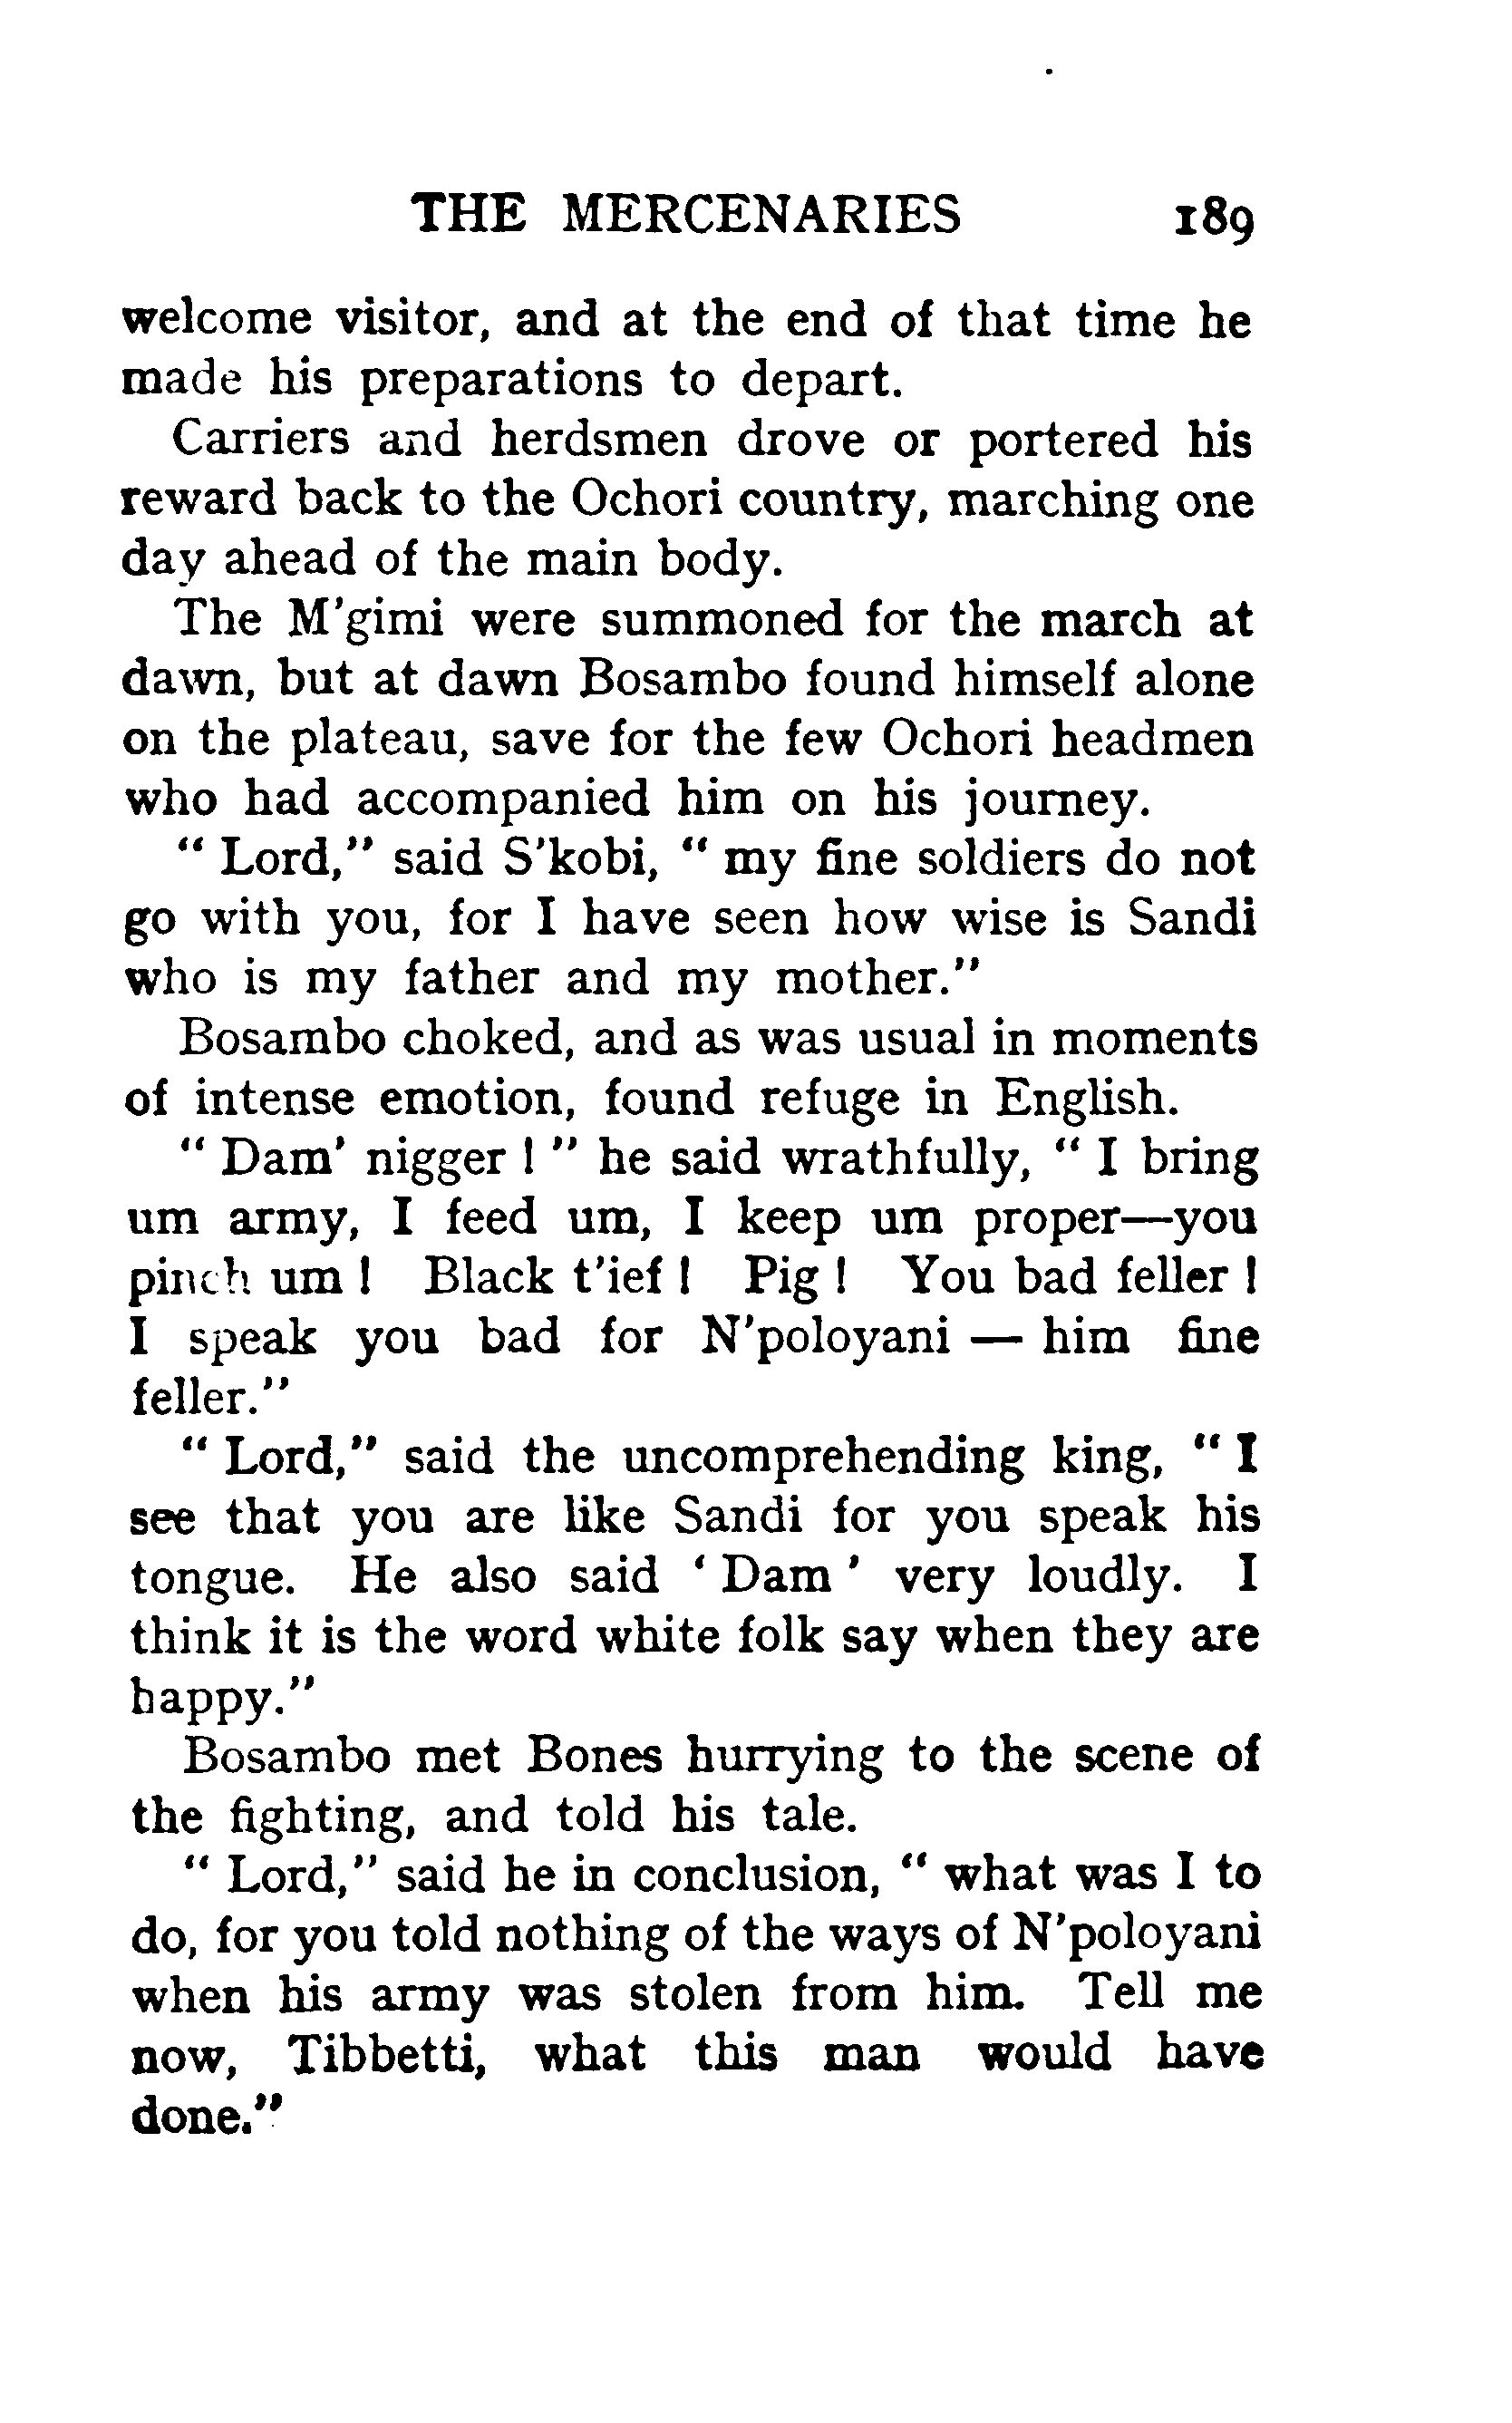 THE MERCENARIES 189
welcome visitor, and at the end of that time he
made his preparations to depart.
Carriers and herdsmen drove or portered his
reward back to the Ochori country, marching one
day ahead of the main body.
The M'gimi were summoned for the march at
dawn, but at dawn Bosambo found himself alone
on the plateau, save for the few Ochori headmen
who had accompanied him on his journey.
" Lord," said S'kobi, " my fine soldiers do not
go with you, for I have seen how wise is Sandi
who is my father and my mother."
Bosambo choked, and as was usual in moments
of intense emotion, found refuge in English.
" Dam' nigger ! " he said wrathfully, " I bring
um army, I feed um, I keep um proper—you
pinch um ! Black t'ief ! Pig ! You bad feller !
I speak you bad for N'poloyani — him fine
feller."
" Lord," said the uncomprehending king, " I
see that you are like Sandi for you speak his
tongue. He also said ' Dam ' very loudly. I
think it is the word white folk say when they are
happy."
Bosambo met Bones hurrying to the scene of
the fighting, and told his tale.
" Lord," said he in conclusion, " what was I to
do, for you told nothing of the ways of N'poloyani
when his army was stolen from him. Tell me
now, Tibbetti, what this man would have
done."